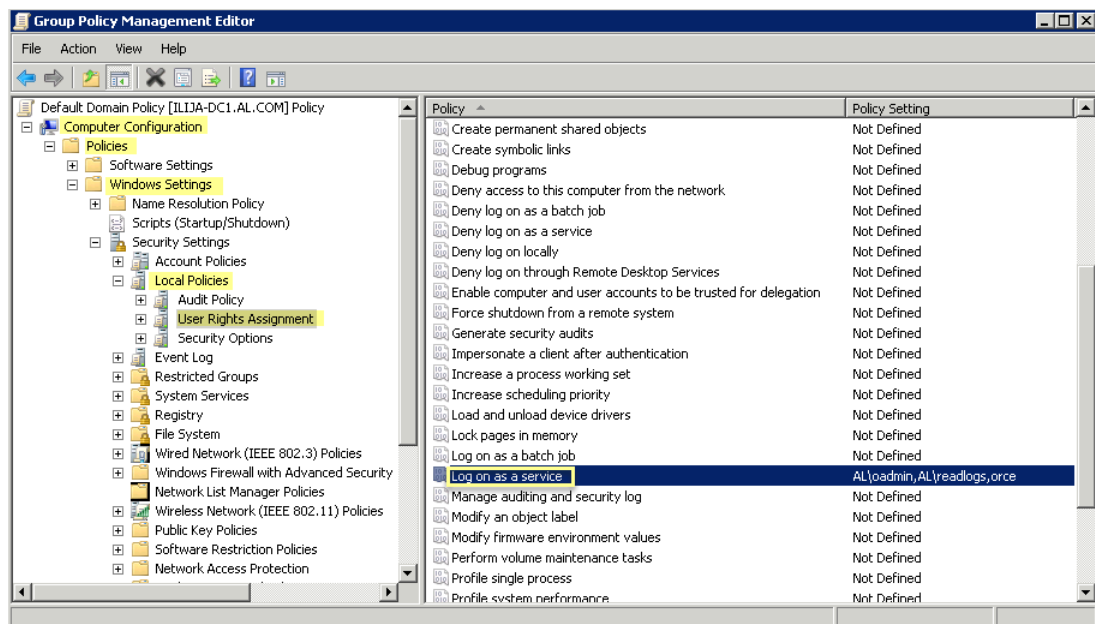 Group Policy Management Editor
File Action View Help
Default Domain Policy [ILIJA-DC1.AL.COM] Policy
Computer Configuration
Policies
Software Settings
Windows Settings
Name Resolution Policy
Scripts (Startup/Shutdown)
Security Settings
Account Policies
Local Policies
Audit Policy
User Rights Assignment
Security Options
Event Log
Restricted Groups
System Services
Registry
File System
Wired Network (IEEE 802.3) Policies
Windows Firewall with Advanced Security
Network List Manager Policies
Wireless Network (IEEE 802.11) Policies
Public Key Policies
Software Restriction Policies
Network Access Protection
Policy Policy Setting
Create permanent shared objects Not Defined
Create symbolic links Not Defined
Debug programs Not Defined
Deny access to this computer from the network Not Defined
Deny log on as a batch job Not Defined
Deny log on as a service Not Defined
Deny log on locally Not Defined
Deny log on through Remote Desktop Services Not Defined
Enable computer and user accounts to be trusted for delegation Not Defined
Force shutdown from a remote system Not Defined
Generate security audits Not Defined
Impersonate a client after authentication Not Defined
Increase a process working set Not Defined
Increase scheduling priority Not Defined
Load and unload device drivers Not Defined
Lock pages in memory Not Defined
Log on as a batch job Not Defined
Log on as a service AL\oadmin,AL\readlogs,orce
Manage auditing and security log Not Defined
Modify an object label Not Defined
Modify firmware environment values Not Defined
Perform volume maintenance tasks Not Defined
Profile single process Not Defined
Profile system performance Not Defined